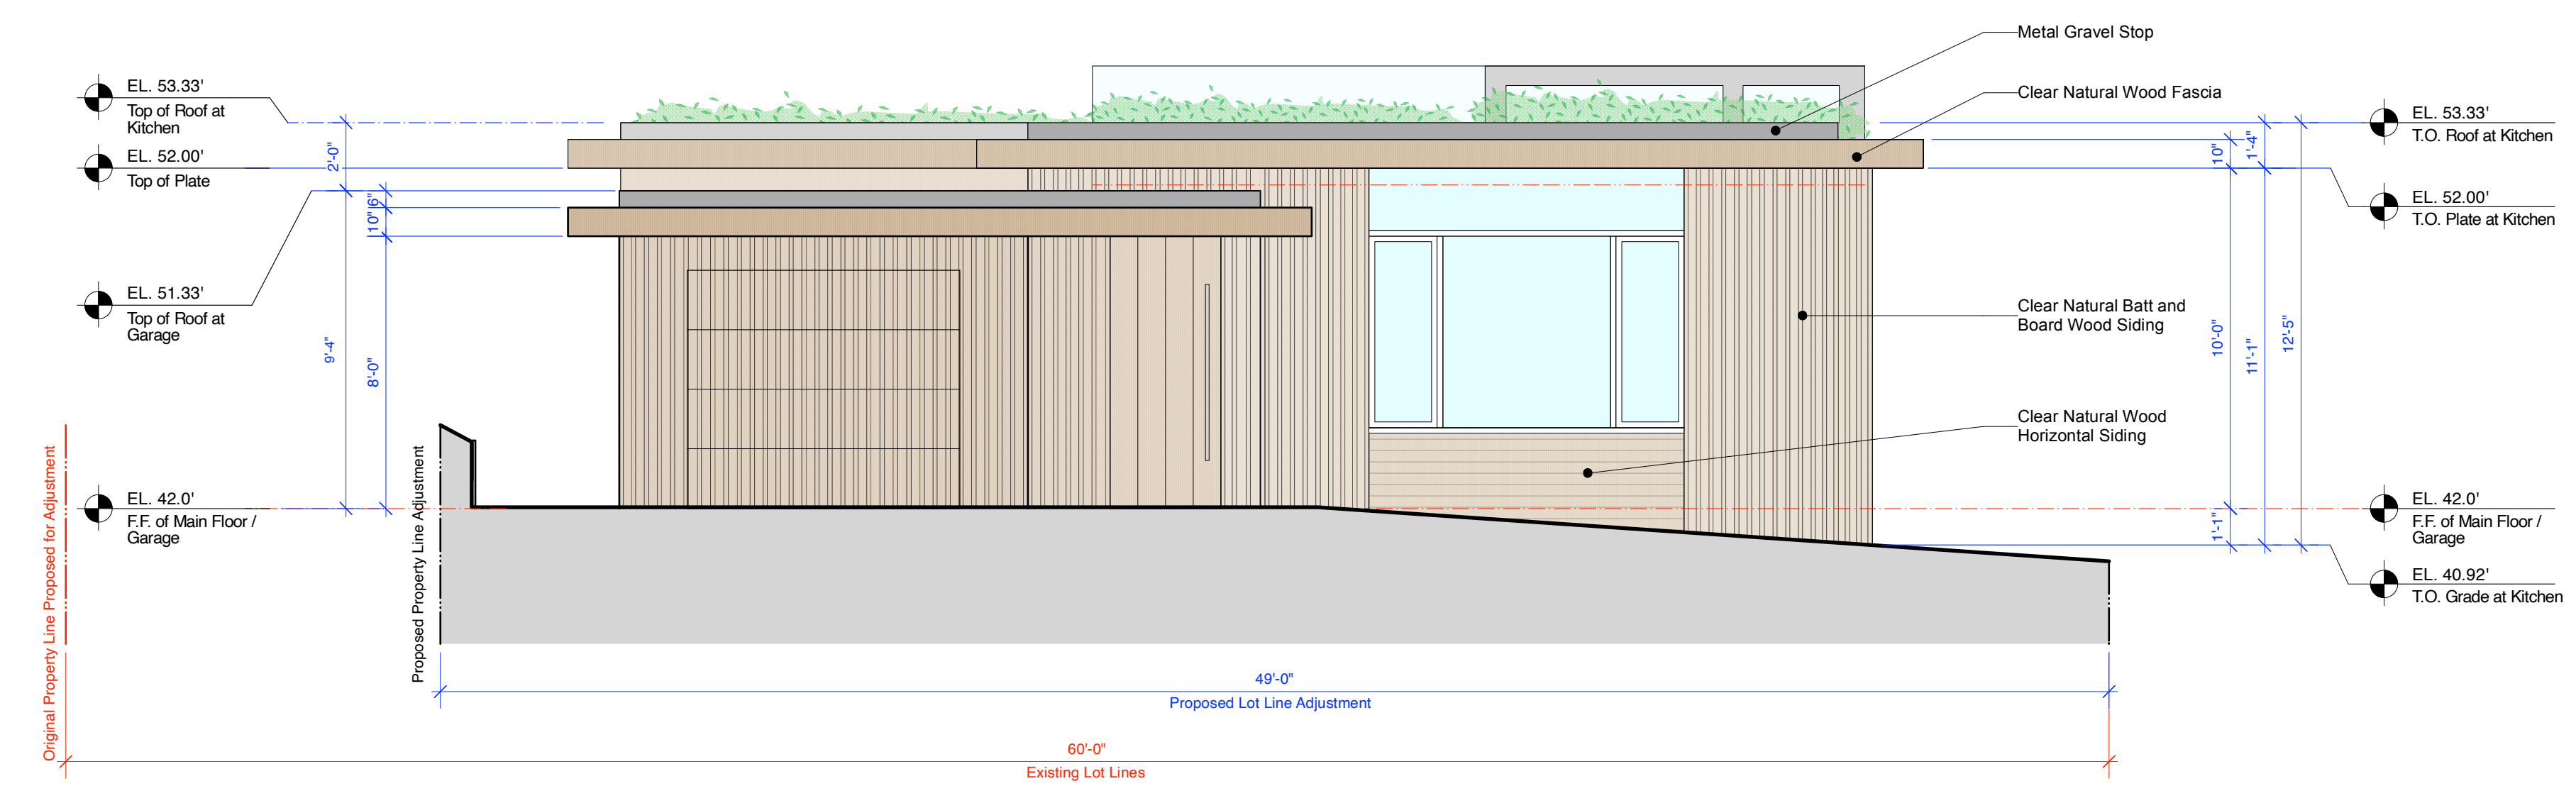 Metal Gravel Stop
Clear Natural Wood Fascia
EL. 53.33'
Top of Roof at
Kitchen
EL. 52.00'
Top of Plate
EL. 51.33'
Top of Roof at
Garage
EL. 42.0'
F.F. of Main Floor /
Garage
2'-0"
6"
10"
9'-4"
8'-0"
Original Property Line Proposed for Adjustment
Proposed Property Line Adjustment
Clear Natural Batt and
Board Wood Siding
Clear Natural Wood
Horizontal Siding
10"
1'-4"
10'-0"
11'-1"
12'-5"
1'-1"
EL. 53.33'
T.O. Roof at Kitchen
EL. 52.00'
T.O. Plate at Kitchen
EL. 42.0'
F.F. of Main Floor /
Garage
EL. 40.92'
T.O. Grade at Kitchen
49'-0"
Proposed Lot Line Adjustment
60'-0"
Existing Lot Lines